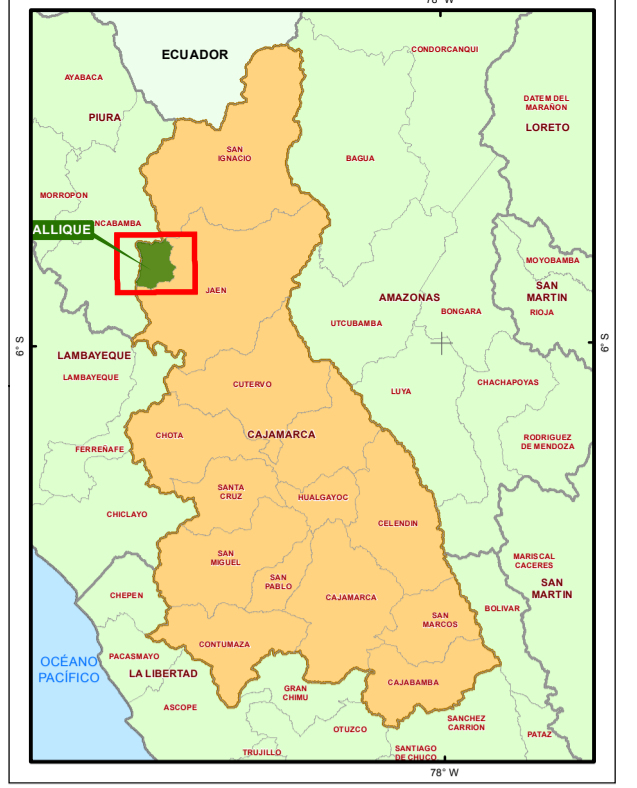 78° W
ECUADOR
CONDORCANQUI
AYABACA
DATEM DEL
MARAÑON
PIURA
LORETO
SAN
IGNACIO
BAGUA
MORROPON
NCABAMBA
ALLIQUE
MOYOBAMBA
JAEN
SAN
MARTIN
AMAZONAS
BONGARA
RIOJA
UTCUBAMBA
6° S
6° S
LAMBAYEQUE
LAMBAYEQUE
CUTERVO
LUYA
CHACHAPOYAS
CHOTA
CAJAMARCA
RODRIGUEZ
DE MENDOZA
FERREÑAFE
SANTA
CRUZ
HUALGAYOC
CHICLAYO
CELENDIN
SAN
MIGUEL
MARISCAL
CACERES
SAN
PABLO
SAN
MARTIN
CHEPEN
CAJAMARCA
BOLIVAR
SAN
MARCOS
CONTUMAZA
PACASMAYO
OCÉANO
PACÍFICO
LA LIBERTAD
CAJABAMBA
GRAN
CHIMU
ASCOPE
SANCHEZ
CARRION
OTUZCO
PATAZ
TRUJILLO
SANTIAGO
DE CHUCO
78° W